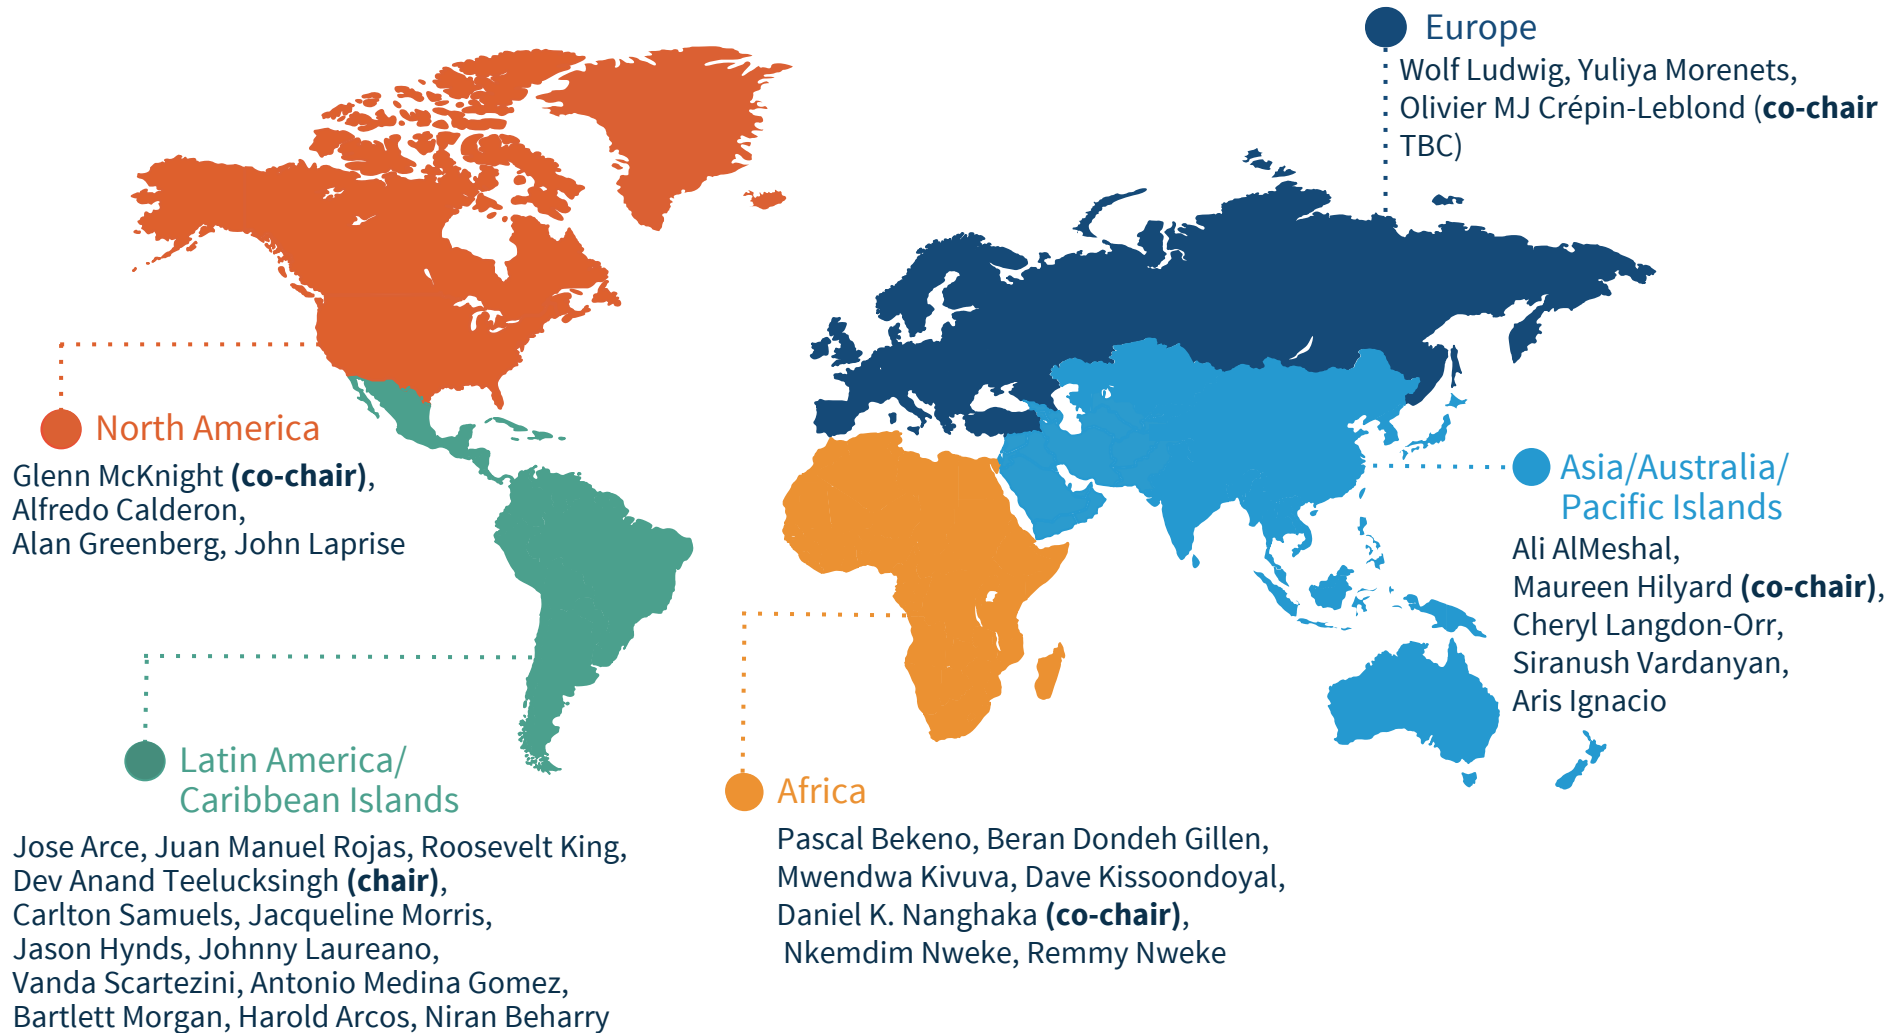 Europe
Wolf Ludwig, Yuliya Morenets,
Olivier MJ Crépin-Leblond (co-chair
TBC)
North America
Glenn McKnight (co-chair),
Alfredo Calderon,
Alan Greenberg, John Laprise
Asia/Australia/
Pacific Islands
Ali AlMeshal,
Maureen Hilyard (co-chair),
Cheryl Langdon-Orr,
Siranush Vardanyan,
Aris Ignacio
Latin America/
Caribbean Islands
Jose Arce, Juan Manuel Rojas, Roosevelt King,
Dev Anand Teelucksingh (chair),
Carlton Samuels, Jacqueline Morris,
Jason Hynds, Johnny Laureano,
Vanda Scartezini, Antonio Medina Gomez,
Bartlett Morgan, Harold Arcos, Niran Beharry
Africa
Pascal Bekeno, Beran Dondeh Gillen,
Mwendwa Kivuva, Dave Kissoondoyal,
Daniel K. Nanghaka (co-chair),
Nkemdim Nweke, Remmy Nweke